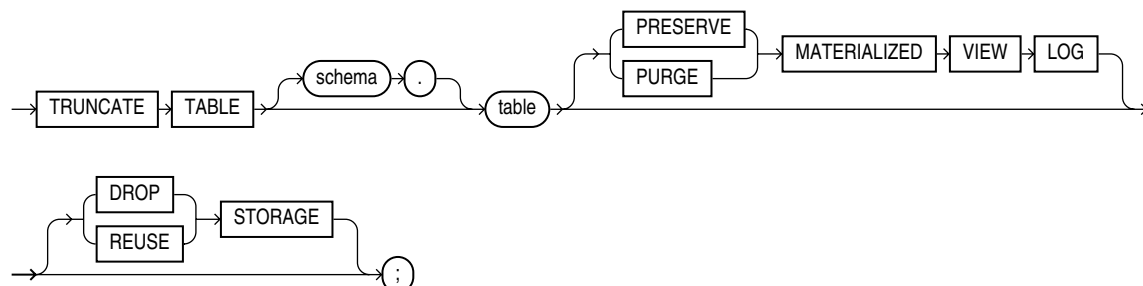 PRESERVE
PURGE
MATERIALIZED VIEW LOG
schema .
TRUNCATE TABLE table
DROP
REUSE
STORAGE
;